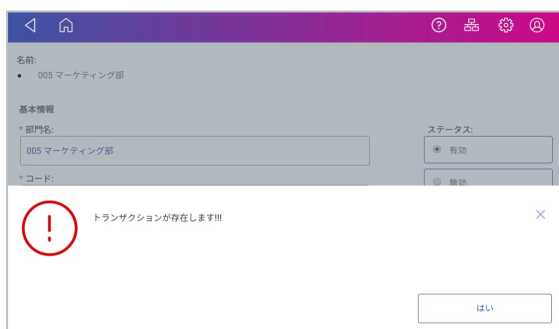 名前:
• 005 マーケティング部
基本情報
* 部門名:
ステータス:
005 マーケティング部
有効
* コード:
無効
トランザクションが存在します!!!
はい